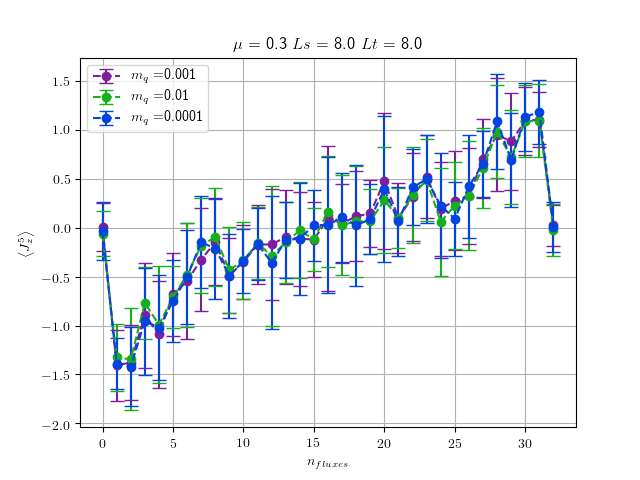 μ = 0.3 Ls = 8.0 Lt = 8.0
m_q =0.001
m_q =0.01
m_q =0.0001
⟨J_z^5⟩
1.5
1.0
0.5
0.0
−0.5
−1.0
−1.5
−2.0
0 5 10 15 20 25 30
n_fluxes